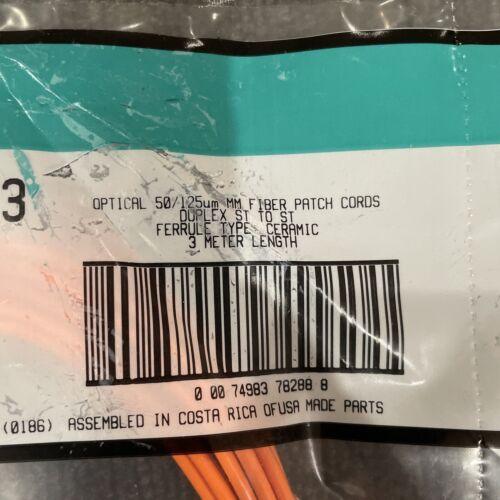 3
OPTICAL 50/125um MM FIBER PATCH CORDS
DUPLEX ST TO ST
FERRULE TYPE: CERAMIC
3 METER LENGTH
0 00 74983 78288 8
(0186) ASSEMBLED IN COSTA RICA OFUSA MADE PARTS